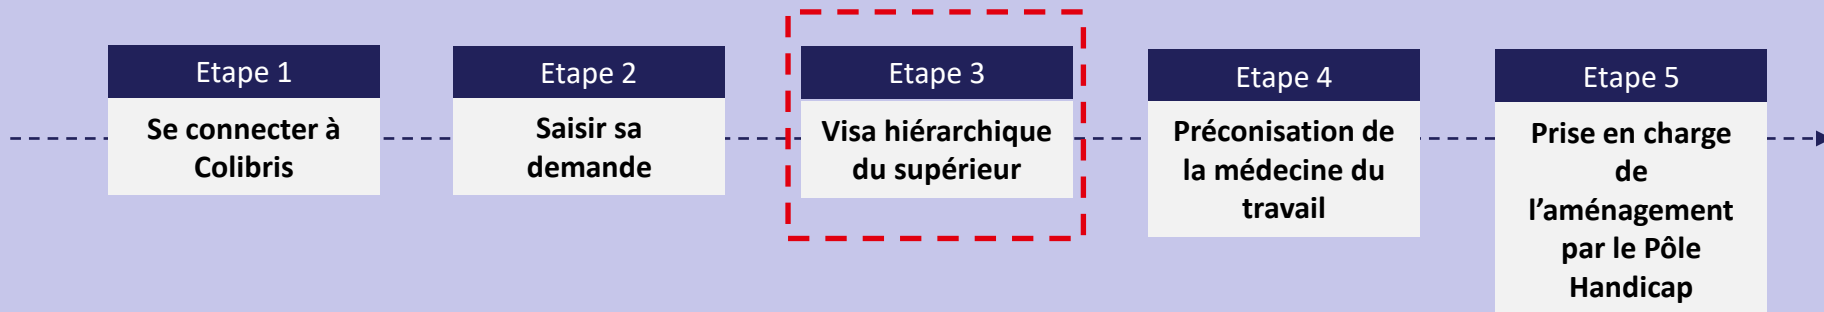 Etape 1
Se connecter à
Colibris
Etape 2
Saisir sa
demande
Etape 3
Visa hiérarchique
du supérieur
Etape 4
Préconisation de
la médecine du
travail
Etape 5
Prise en charge
de
l’aménagement
par le Pôle
Handicap